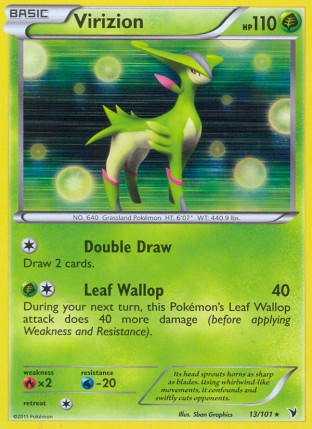 BASIC
Virizion
HP110
NO. 640 Grassland Pokémon HT. 6'07" WT. 440.9 lbs.
Double Draw
Draw 2 cards.
Leaf Wallop 40
During your next turn, this Pokémon's Leaf Wallop
attack does 40 more damage (before applying
Weakness and Resistance).
weakness
×2
resistance
-20
retreat
Its head sprouts horns as sharp
as blades. Using whirlwind-like
movements, it confounds and
swiftly cuts opponents.
©2011 Pokémon
Illus. 5ban Graphics
13/101